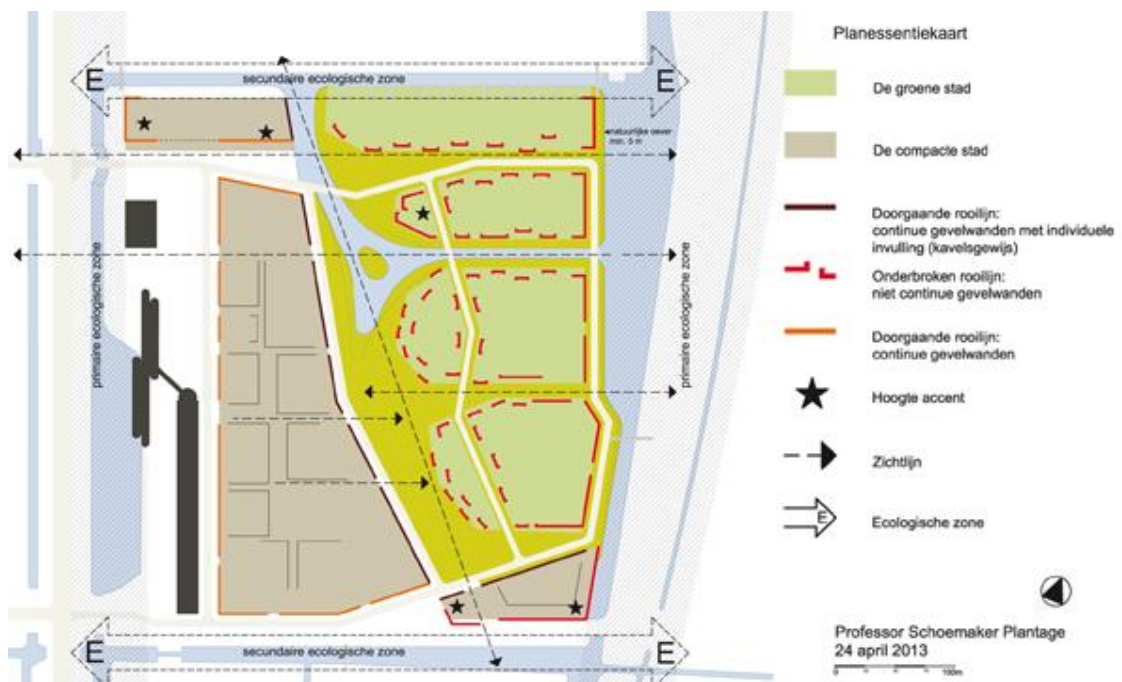 Planessentiekaart
De groene stad
De compacte stad
Doorgaande rooilijn:
continue gevelwanden met individuele
invulling (kavelsgewijs)
Onderbroken rooilijn:
niet continue gevelwanden
Doorgaande rooilijn:
continue gevelwanden
Hoogte accent
Zichtlijn
E
Ecologische zone
Professor Schoemaker Plantage
24 april 2013
100m
E
secundaire ecologische zone
E
natuurlijke oever
min. 5 m
primaire ecologische zone
primaire ecologische zone
E
secundaire ecologische zone
E